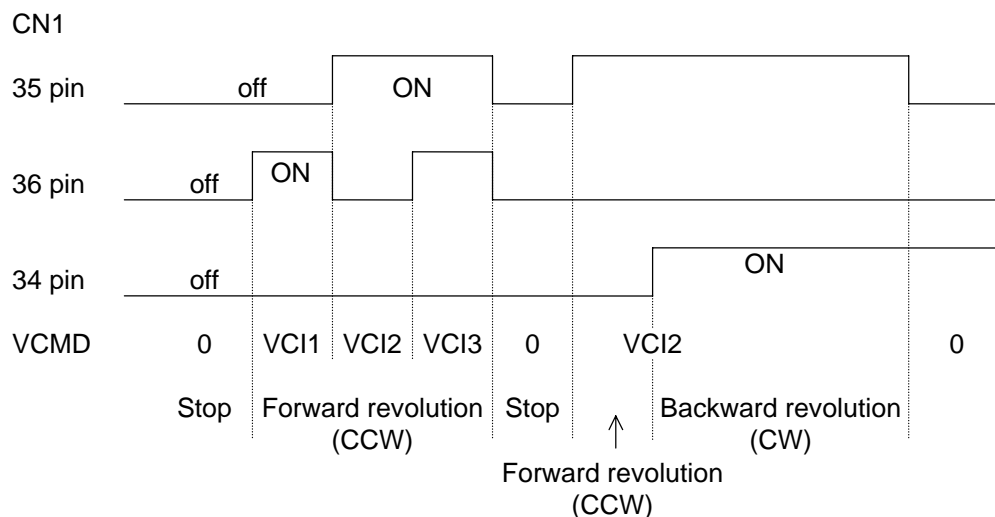 CN1
35 pin off ON
36 pin off ON
34 pin off ON
VCMD 0 VCI1 VCI2 VCI3 0 VCI2 0
Stop Forward revolution Stop Backward revolution
(CCW) (CW)
Forward revolution
(CCW)